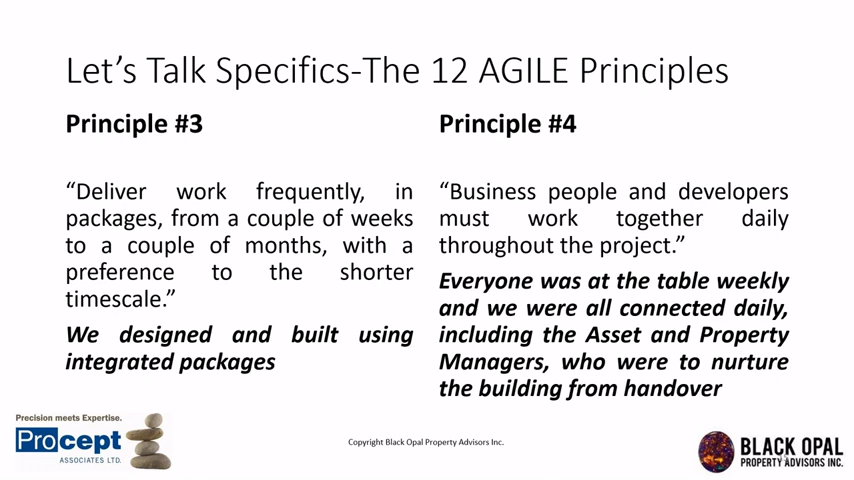 Let's Talk Specifics-The 12 AGILE Principles
Principle #3
“Deliver work frequently, in
packages, from a couple of weeks
to a couple of months, with a
preference to the shorter
timescale.”
We designed and built using
integrated packages
Principle #4
“Business people and developers
must work together daily
throughout the project.”
Everyone was at the table weekly
and we were all connected daily,
including the Asset and Property
Managers, who were to nurture
the building from handover
Precision meets Expertise.
Procept
ASSOCIATES LTD.
Copyright Black Opal Property Advisors Inc.
BLACK OPAL
PROPERTY ADVISORS INC.